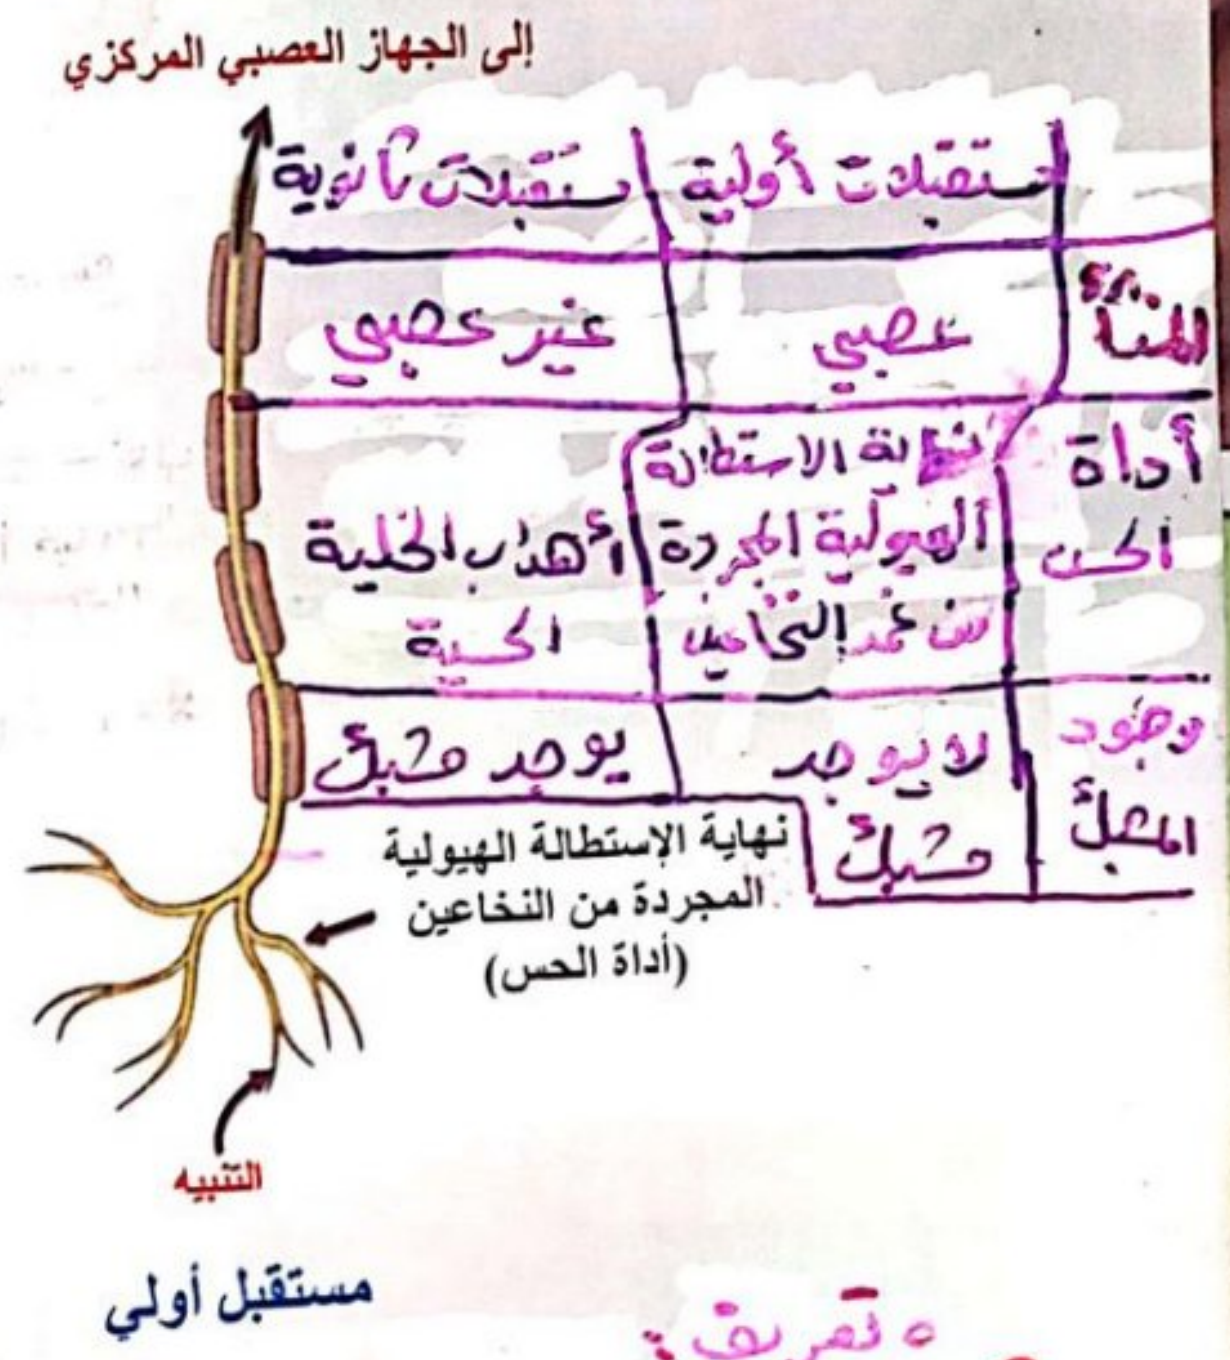 إلى الجهاز العصبي المركزي
مستقبلات أولية مستقبلات ثانوية
المنشأ عصبي غير عصبي
أداة الحس
نهاية الاستطالة
الهيولية المجردة
من غمد النخاعين
أهداب الخلية
الحسية
وجود
المشبك
لا يوجد
مشبك
يوجد مشبك
نهاية الإستطالة الهيولية
المجردة من النخاعين
(أداة الحس)
التنبيه
مستقبل أولي
تعريف: